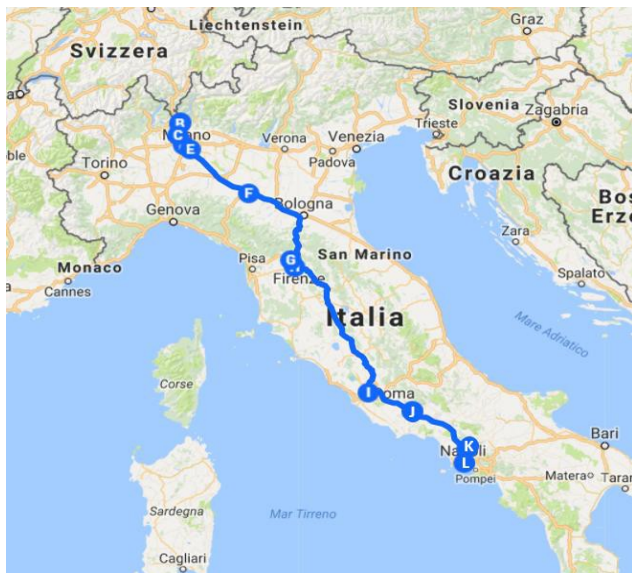 Graz
Liechtenstein
Svizzera
Slovenia
Zagabria
B
Milano
C
E
Verona
Venezia
Trieste
Torino
Padova
Croazia
F
Bologna
Genova
San Marino
Zara
Monaco
Pisa
G
Cannes
Firenze
Spalato
Italia
Mare Adriatico
Corse
I
Roma
J
K
Napoli
Bari
L
Pompei
Matera
Sardegna
Mar Tirreno
Cagliari